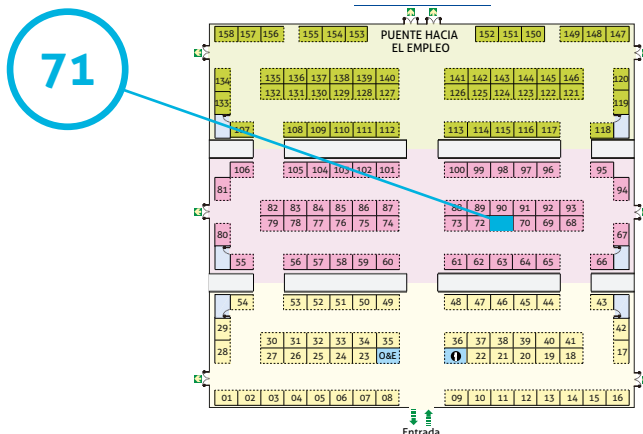 158 157 156 155 154 153 152 151 150 149 148 147
PUENTE HACIA
EL EMPLEO
71
134 135 136 137 138 139 140 141 142 143 144 145 146 120
133 132 131 130 129 128 127 126 125 124 123 122 121 119
107 108 109 110 111 112 113 114 115 116 117 118
106 105 104 103 102 101 100 99 98 97 96 95
81 94
82 83 84 85 86 87 88 89 90 91 92 93
79 78 77 76 75 74 73 72 70 69 68
80 67
55 56 57 58 59 60 61 62 63 64 65 66
54 53 52 51 50 49 48 47 46 45 44 43
29 42
30 31 32 33 34 35 36 37 38 39 40 41
28 27 26 25 24 23 O&E 22 21 20 19 18 17
01 02 03 04 05 06 07 08 09 10 11 12 13 14 15 16
Entrada